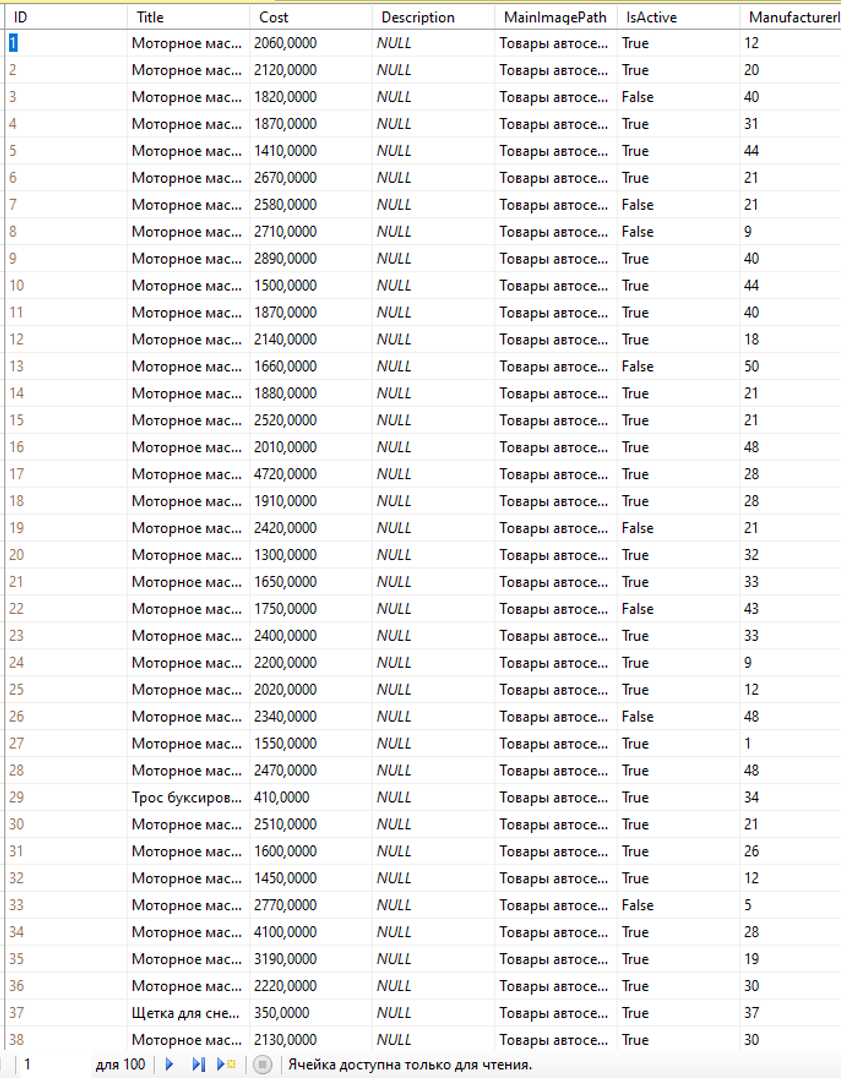 ID Title Cost Description MainImagePath IsActive ManufacturerI
1 Моторное мас... 2060,0000 NULL Товары автосе... True 12
2 Моторное мас... 2120,0000 NULL Товары автосе... True 20
3 Моторное мас... 1820,0000 NULL Товары автосе... False 40
4 Моторное мас... 1870,0000 NULL Товары автосе... True 31
5 Моторное мас... 1410,0000 NULL Товары автосе... True 44
6 Моторное мас... 2670,0000 NULL Товары автосе... True 21
7 Моторное мас... 2580,0000 NULL Товары автосе... False 21
8 Моторное мас... 2710,0000 NULL Товары автосе... False 9
9 Моторное мас... 2890,0000 NULL Товары автосе... True 40
10 Моторное мас... 1500,0000 NULL Товары автосе... True 44
11 Моторное мас... 1870,0000 NULL Товары автосе... True 40
12 Моторное мас... 2140,0000 NULL Товары автосе... True 18
13 Моторное мас... 1660,0000 NULL Товары автосе... False 50
14 Моторное мас... 1880,0000 NULL Товары автосе... True 21
15 Моторное мас... 2520,0000 NULL Товары автосе... True 21
16 Моторное мас... 2010,0000 NULL Товары автосе... True 48
17 Моторное мас... 4720,0000 NULL Товары автосе... True 28
18 Моторное мас... 1910,0000 NULL Товары автосе... True 28
19 Моторное мас... 2420,0000 NULL Товары автосе... False 21
20 Моторное мас... 1300,0000 NULL Товары автосе... True 32
21 Моторное мас... 1650,0000 NULL Товары автосе... True 33
22 Моторное мас... 1750,0000 NULL Товары автосе... False 43
23 Моторное мас... 2400,0000 NULL Товары автосе... True 33
24 Моторное мас... 2200,0000 NULL Товары автосе... True 9
25 Моторное мас... 2020,0000 NULL Товары автосе... True 12
26 Моторное мас... 2340,0000 NULL Товары автосе... False 48
27 Моторное мас... 1550,0000 NULL Товары автосе... True 1
28 Моторное мас... 2470,0000 NULL Товары автосе... True 48
29 Трос буксиров... 410,0000 NULL Товары автосе... True 34
30 Моторное мас... 2510,0000 NULL Товары автосе... True 21
31 Моторное мас... 1600,0000 NULL Товары автосе... True 26
32 Моторное мас... 1450,0000 NULL Товары автосе... True 12
33 Моторное мас... 2770,0000 NULL Товары автосе... False 5
34 Моторное мас... 4100,0000 NULL Товары автосе... True 28
35 Моторное мас... 3190,0000 NULL Товары автосе... True 19
36 Моторное мас... 2220,0000 NULL Товары автосе... True 30
37 Щетка для сне... 350,0000 NULL Товары автосе... True 37
38 Моторное мас... 2130,0000 NULL Товары автосе... True 30
1 для 100 Ячейка доступна только для чтения.